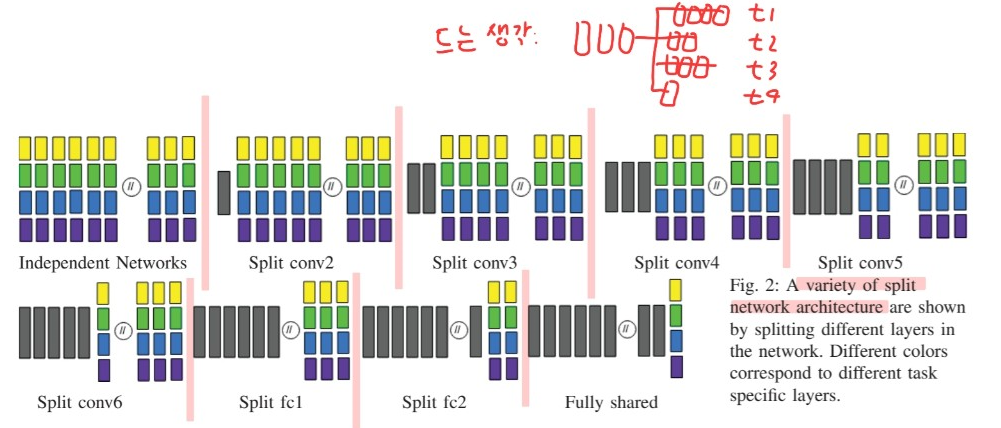 드는 생각:
t1
t2
t3
t4
//
//
//
//
//
Independent Networks
Split conv2
Split conv3
Split conv4
Split conv5
//
//
//
//
Split conv6
Split fc1
Split fc2
Fully shared
Fig. 2: A variety of split
network architecture are shown
by splitting different layers in
the network. Different colors
correspond to different task
specific layers.